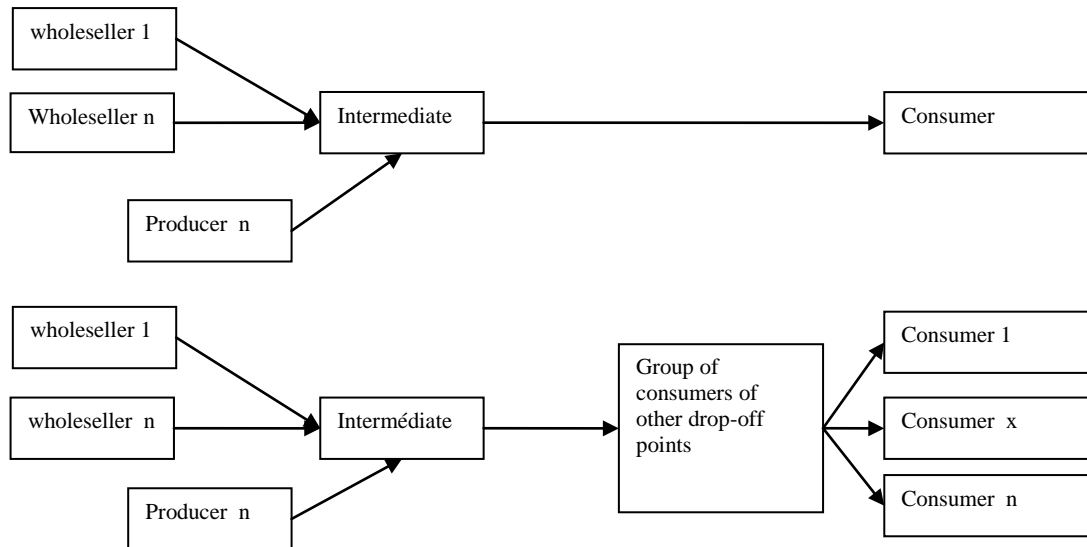 wholeseller 1
Wholeseller n
Intermediate
Consumer
Producer n
wholeseller 1
wholeseller n
Intermédiate
Producer n
Group of
consumers of
other drop-off
points
Consumer 1
Consumer x
Consumer n